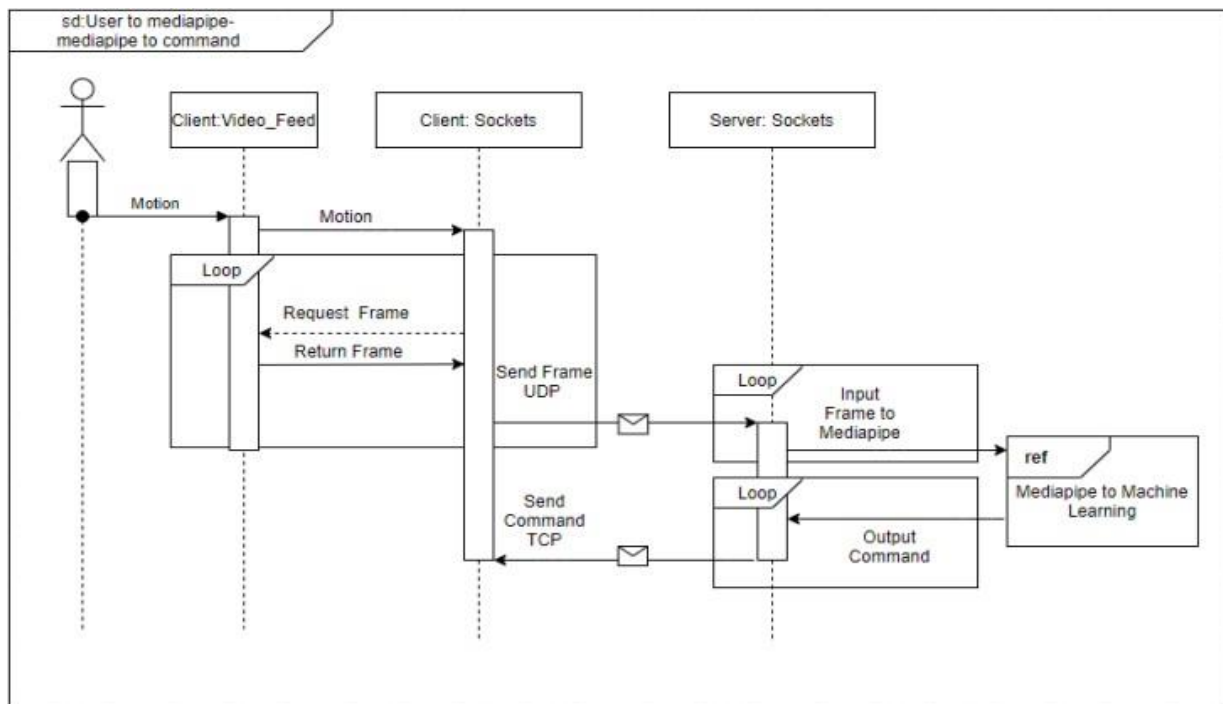 sd:User to mediapipe-
mediapipe to command
Client:Video_Feed
Client: Sockets
Server: Sockets
Motion
Motion
Loop
Request Frame
Return Frame
Send Frame
UDP
Loop
Input
Frame to
Mediapipe
ref
Mediapipe to Machine
Learning
Loop
Send
Command
TCP
Output
Command